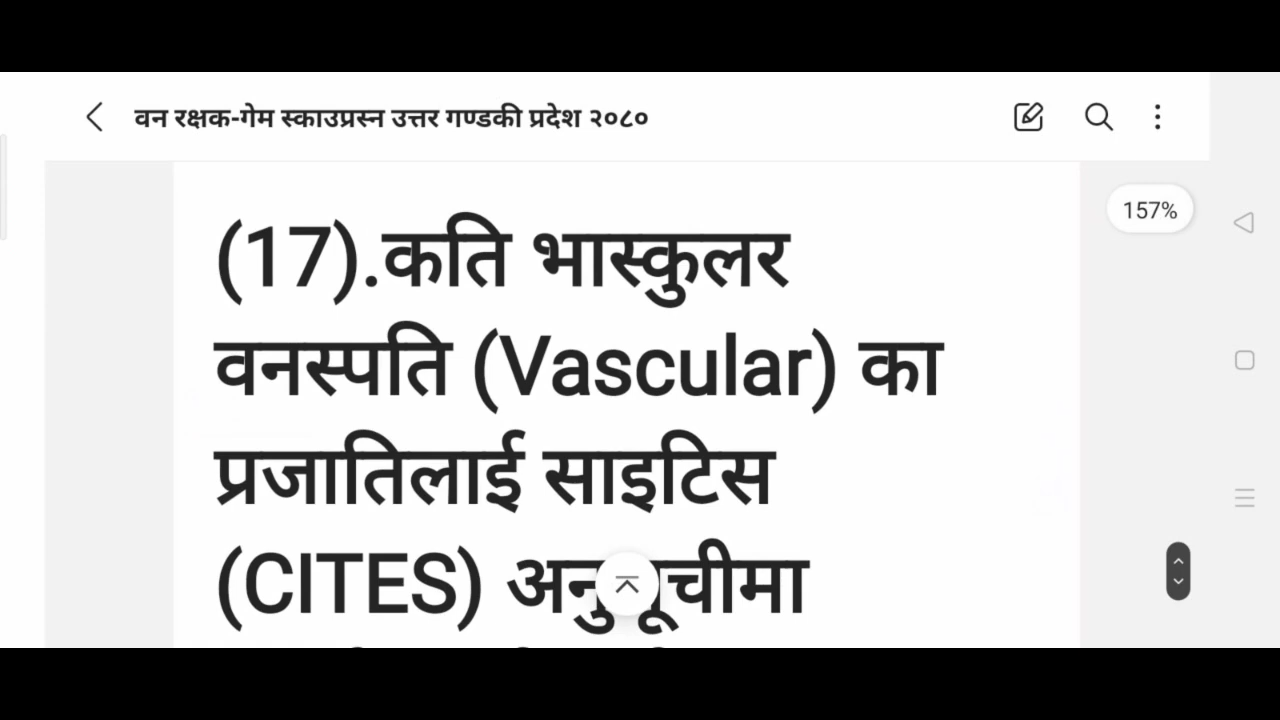 वन रक्षक-गेम स्काउप्रस्न उत्तर गण्डकी प्रदेश २०८०
157%
(17).कति भास्कुलर
वनस्पति (Vascular) का
प्रजातिलाई साइटिस
(CITES)